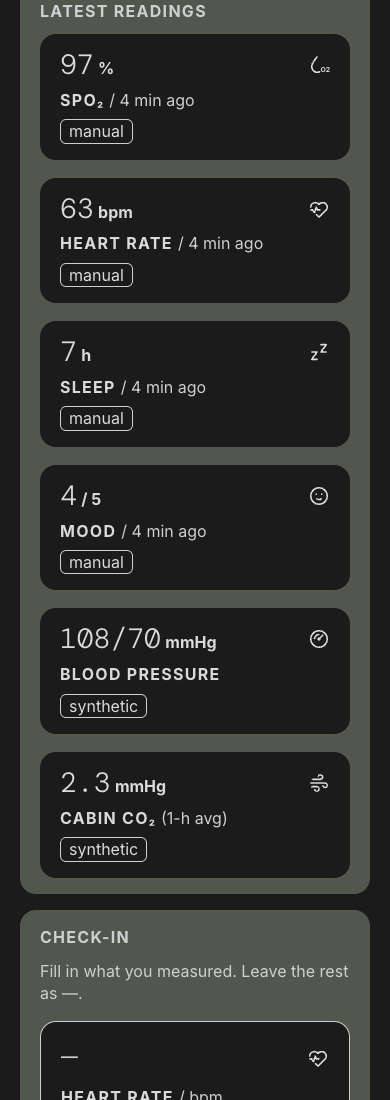 LATEST READINGS
97 %
O₂
SPO₂ / 4 min ago
manual
63 bpm
HEART RATE / 4 min ago
manual
7 h
zZ
SLEEP / 4 min ago
manual
4 / 5
MOOD / 4 min ago
manual
108/70 mmHg
BLOOD PRESSURE
synthetic
2.3 mmHg
CABIN CO₂ (1-h avg)
synthetic
CHECK-IN
Fill in what you measured. Leave the rest
as —.
—
HEART RATE / bpm